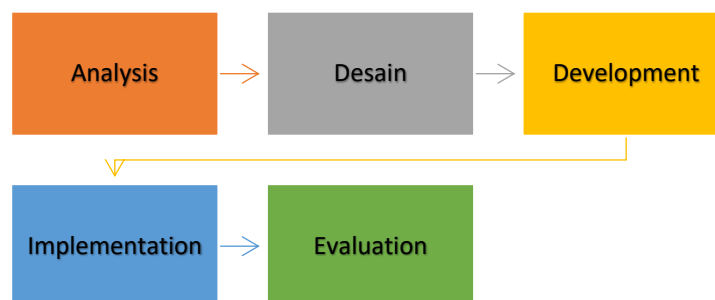 Analysis
Desain
Development
Implementation
Evaluation